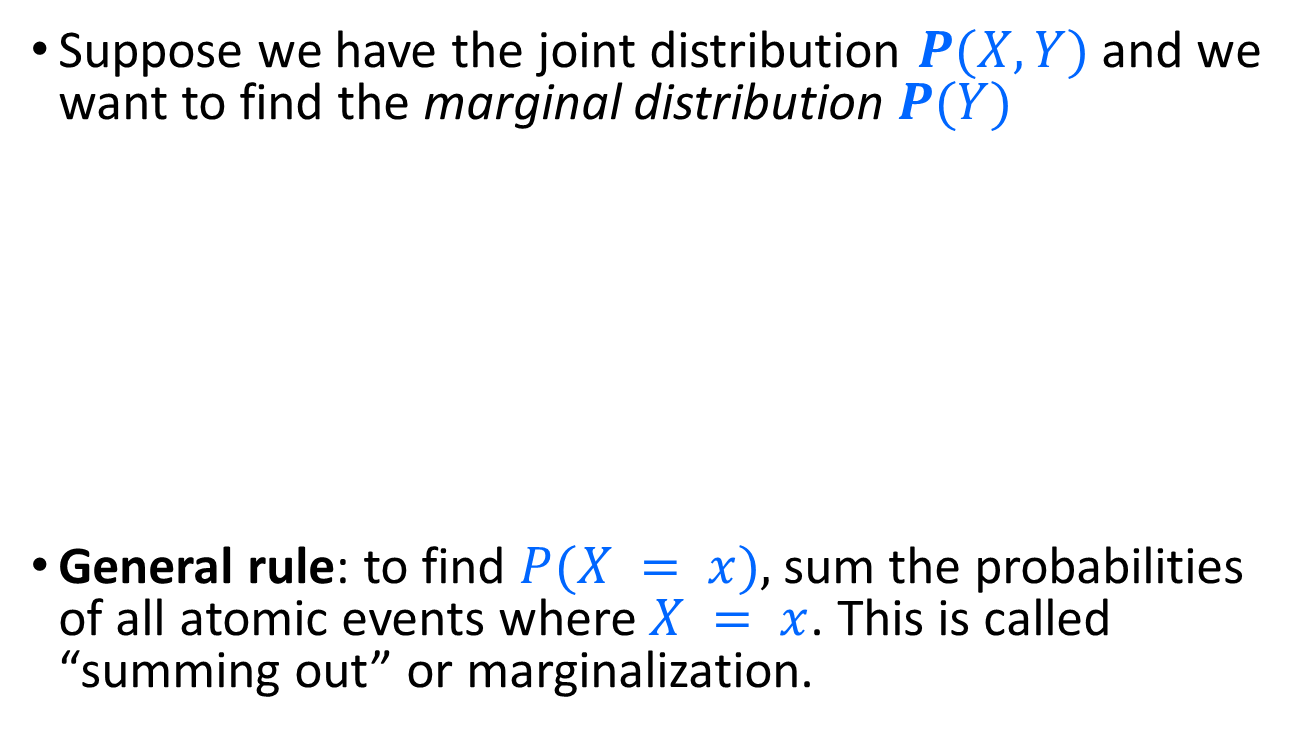 • Suppose we have the joint distribution P(X, Y) and we
want to find the marginal distribution P(Y)
• General rule: to find P(X = x), sum the probabilities
of all atomic events where X = x. This is called
“summing out” or marginalization.